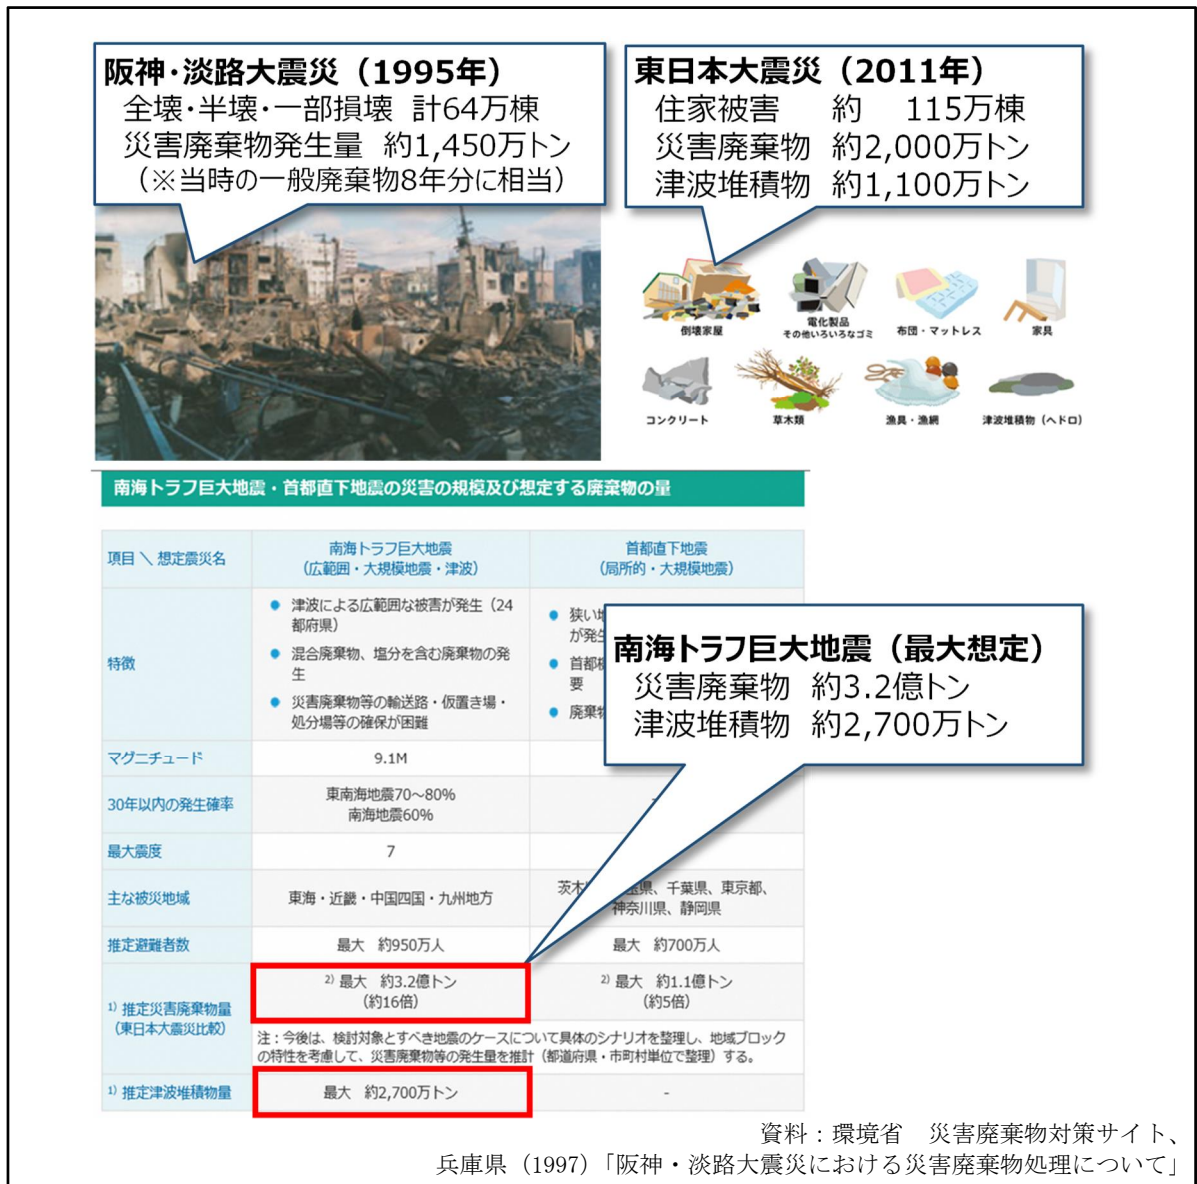 阪神・淡路大震災（1995年）
全壊・半壊・一部損壊 計64万棟
災害廃棄物発生量 約1,450万トン
（※当時の一般廃棄物8年分に相当）
東日本大震災（2011年）
住家被害 約 115万棟
災害廃棄物 約2,000万トン
津波堆積物 約1,100万トン
倒壊家屋
電化製品
その他いろいろなゴミ
布団・マットレス
家具
コンクリート
草木類
漁具・漁網
津波堆積物（ヘドロ）
南海トラフ巨大地震・首都直下地震の災害の規模及び想定する廃棄物の量
項目 ＼ 想定震災名
南海トラフ巨大地震
（広範囲・大規模地震・津波）
首都直下地震
（局所的・大規模地震）
特徴
● 津波による広範囲な被害が発生（24
都府県）
● 混合廃棄物、塩分を含む廃棄物の発
生
● 災害廃棄物等の輸送路・仮置き場・
処分場等の確保が困難
● 狭い
が発生
● 首都
要
● 廃棄
南海トラフ巨大地震（最大想定）
災害廃棄物 約3.2億トン
津波堆積物 約2,700万トン
マグニチュード
9.1M
30年以内の発生確率
東南海地震70～80%
南海地震60%
最大震度
7
主な被災地域
東海・近畿・中国四国・九州地方
茨木 県、千葉県、東京都、
神奈川県、静岡県
推定避難者数
最大 約950万人
最大 約700万人
1) 推定災害廃棄物量
（東日本大震災比較）
2) 最大 約3.2億トン
（約16倍）
2) 最大 約1.1億トン
（約5倍）
注：今後は、検討対象とすべき地震のケースについて具体のシナリオを整理し、地域ブロック
の特性を考慮して、災害廃棄物等の発生量を推計（都道府県・市町村単位で整理）する。
1) 推定津波堆積物量
最大 約2,700万トン
-
資料：環境省 災害廃棄物対策サイト、
兵庫県（1997）「阪神・淡路大震災における災害廃棄物処理について」